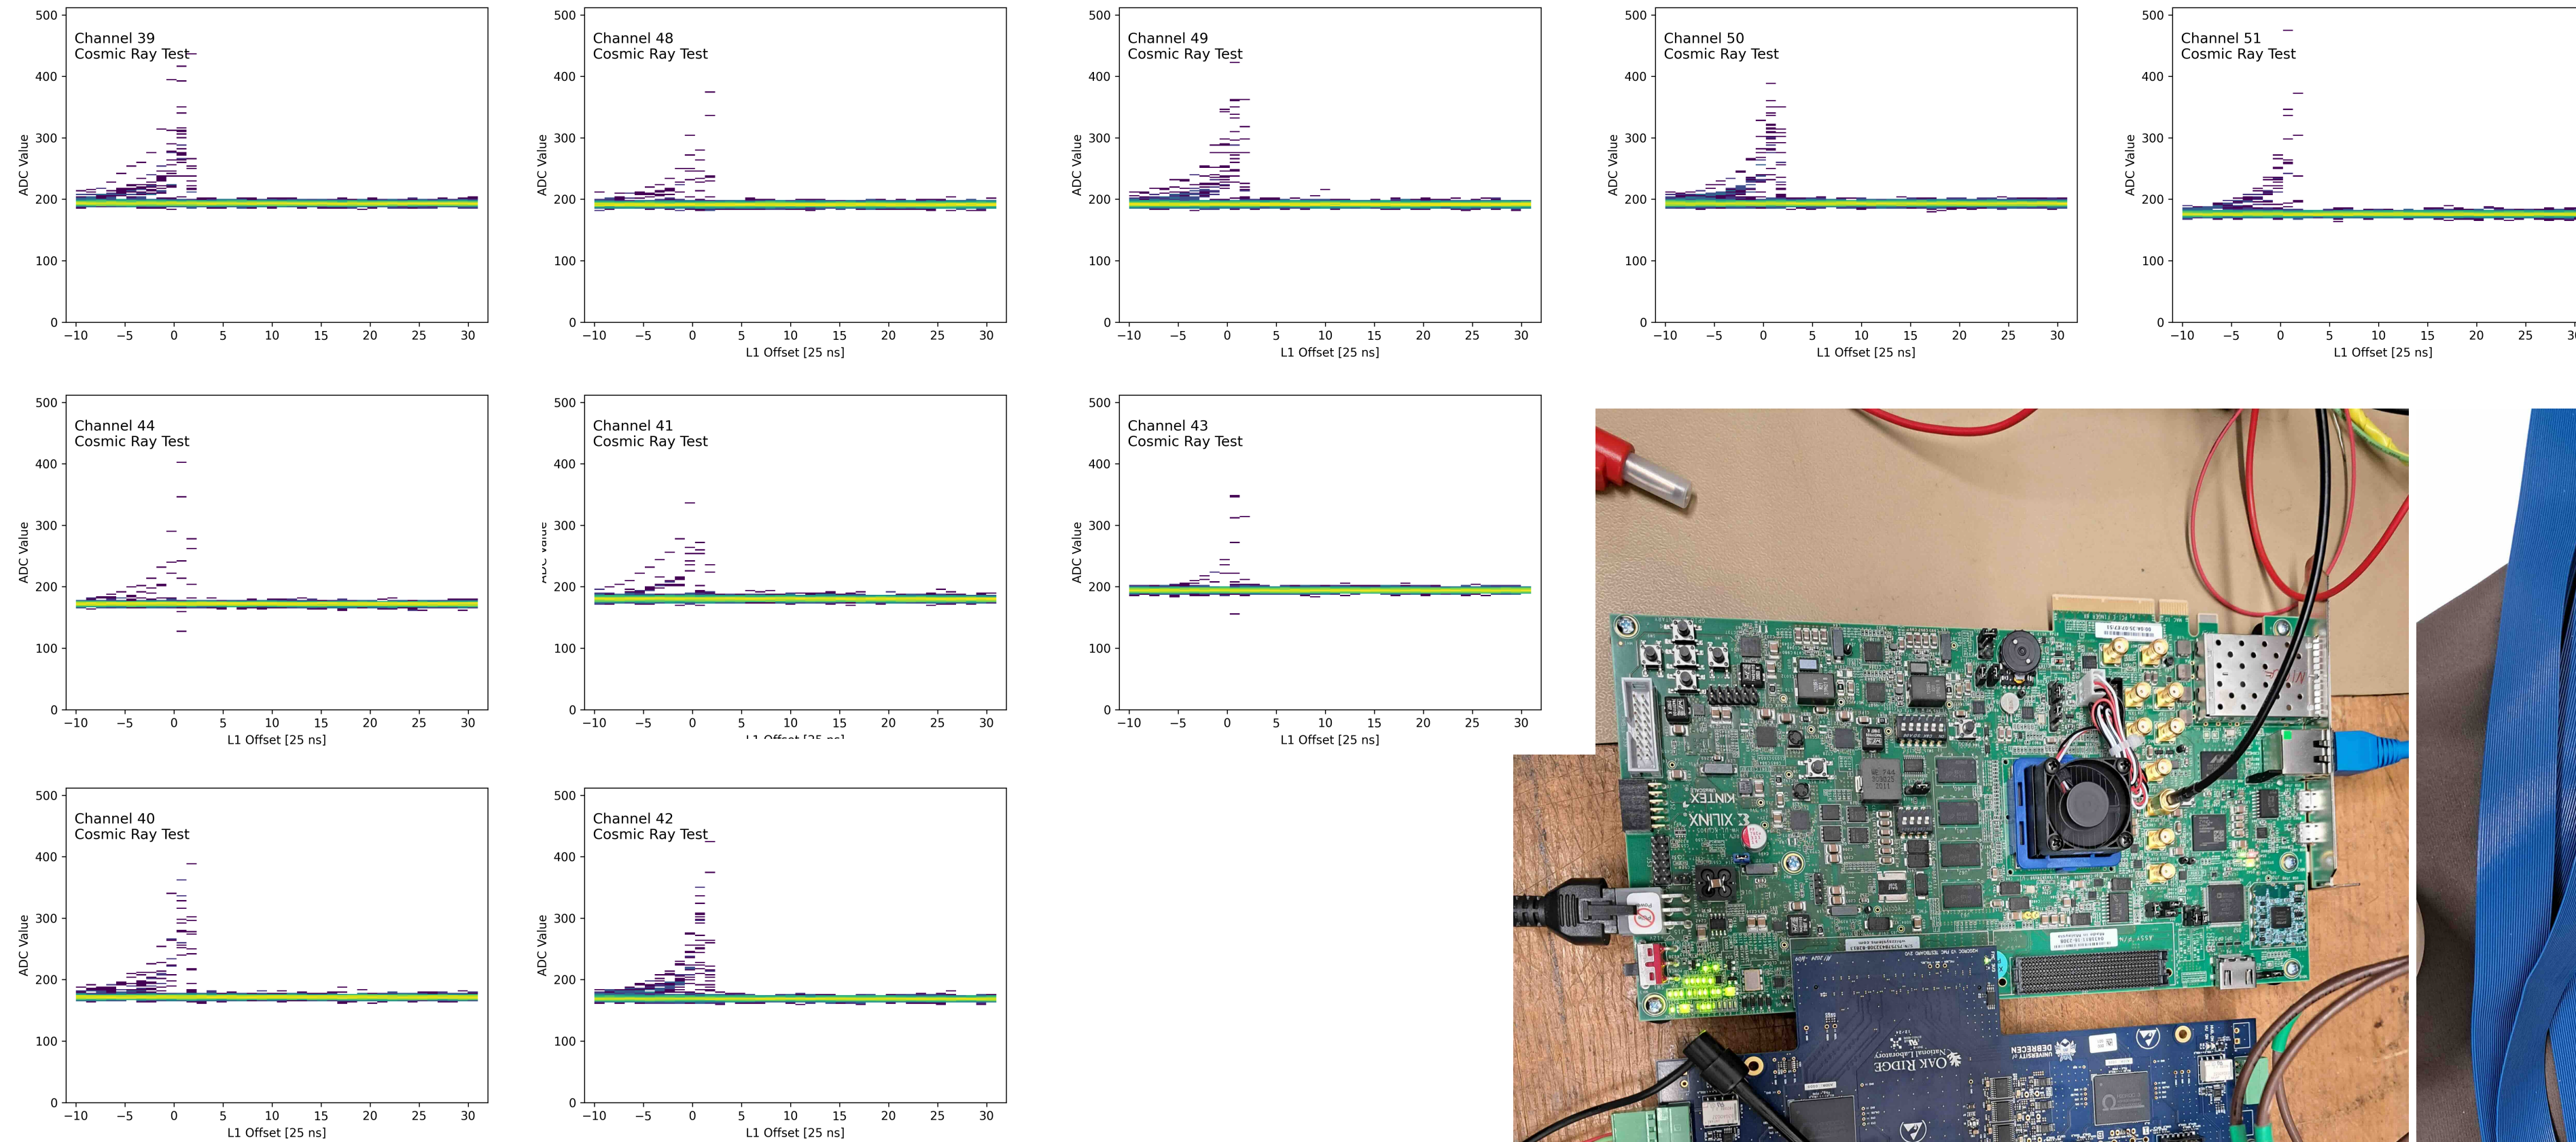 Channel 39
Cosmic Ray Test
500
400
300
200
100
0
ADC Value
−10 −5 0 5 10 15 20 25 30
L1 Offset [25 ns]
Channel 48
Cosmic Ray Test
500
400
300
200
100
0
ADC Value
−10 −5 0 5 10 15 20 25 30
L1 Offset [25 ns]
Channel 49
Cosmic Ray Test
500
400
300
200
100
0
ADC Value
−10 −5 0 5 10 15 20 25 30
L1 Offset [25 ns]
Channel 50
Cosmic Ray Test
500
400
300
200
100
0
ADC Value
−10 −5 0 5 10 15 20 25 30
L1 Offset [25 ns]
Channel 51
Cosmic Ray Test
500
400
300
200
100
0
ADC Value
−10 −5 0 5 10 15 20 25
L1 Offset [25 ns]
Channel 44
Cosmic Ray Test
500
400
300
200
100
0
ADC Value
−10 −5 0 5 10 15 20 25 30
L1 Offset [25 ns]
Channel 41
Cosmic Ray Test
500
400
300
200
100
0
ADC Value
−10 −5 0 5 10 15 20 25 30
L1 Offset [25 ns]
Channel 43
Cosmic Ray Test
500
400
300
200
100
0
ADC Value
−10 −5 0 5 10 15 20 25 30
L1 Offset [25 ns]
Channel 40
Cosmic Ray Test
500
400
300
200
100
0
ADC Value
−10 −5 0 5 10 15 20 25 30
L1 Offset [25 ns]
Channel 42
Cosmic Ray Test
500
400
300
200
100
0
ADC Value
−10 −5 0 5 10 15 20 25 30
L1 Offset [25 ns]
KINTEX
XILINX
OAK RIDGE
National Laboratory
UNIVERSITY of
DEBRECEN